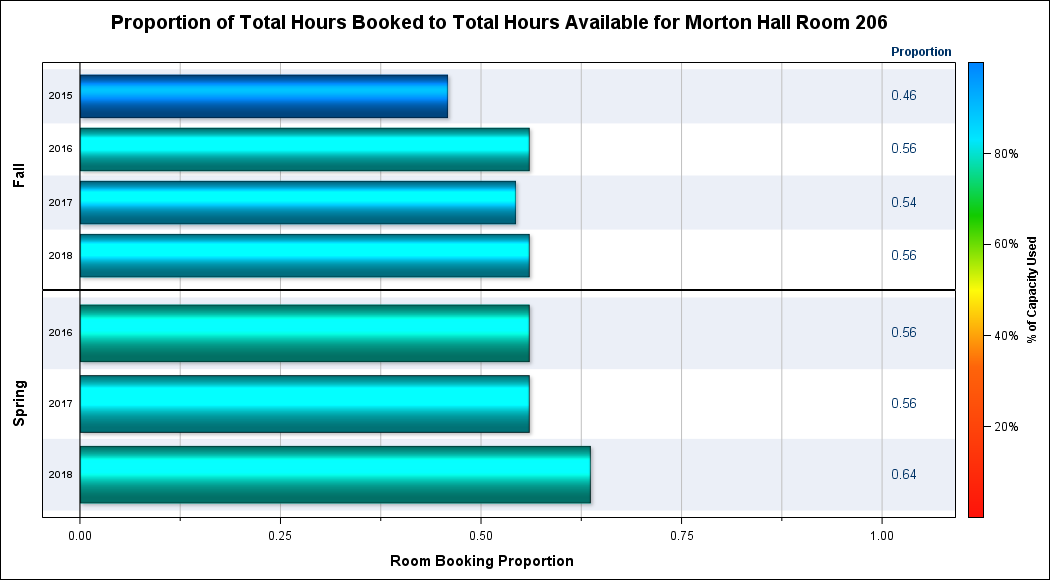 Proportion of Total Hours Booked to Total Hours Available for Morton Hall Room 206
Proportion
Fall
2015 0.46
2016 0.56
2017 0.54
2018 0.56
Spring
2016 0.56
2017 0.56
2018 0.64
0.00 0.25 0.50 0.75 1.00
Room Booking Proportion
80%
60%
40%
20%
% of Capacity Used